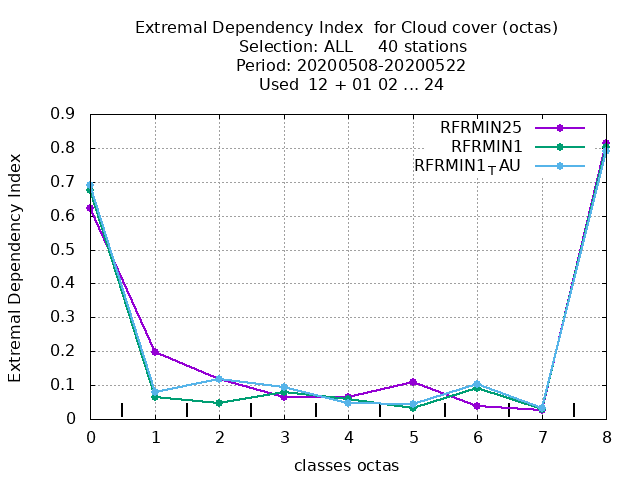 Extremal Dependency Index  for Cloud cover (octas)
Selection: ALL     40 stations
Period: 20200508-20200522
Used  12 + 01 02 ... 24
Extremal Dependency Index
0.9
0.8
0.7
0.6
0.5
0.4
0.3
0.2
0.1
0
RFRMIN25
RFRMIN1
RFRMIN1TAU
0 1 2 3 4 5 6 7 8
classes octas